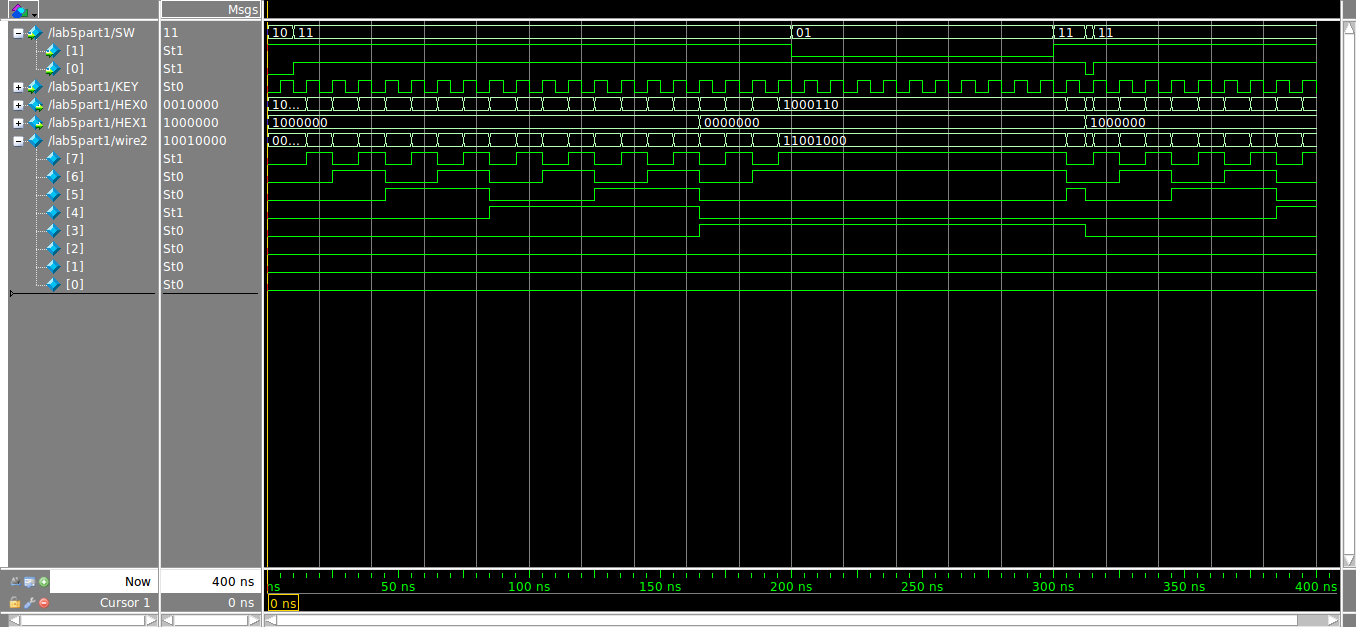 Msgs
/lab5part1/SW 11 10 11 01 11 11
[1] St1
[0] St1
/lab5part1/KEY St0
/lab5part1/HEX0 0010000 10... 1000110
/lab5part1/HEX1 1000000 1000000 0000000 1000000
/lab5part1/wire2 10010000 00... 11001000
[7] St1
[6] St0
[5] St0
[4] St1
[3] St0
[2] St0
[1] St0
[0] St0
Now 400 ns ns 50 ns 100 ns 150 ns 200 ns 250 ns 300 ns 350 ns 400 ns
Cursor 1 0 ns 0 ns